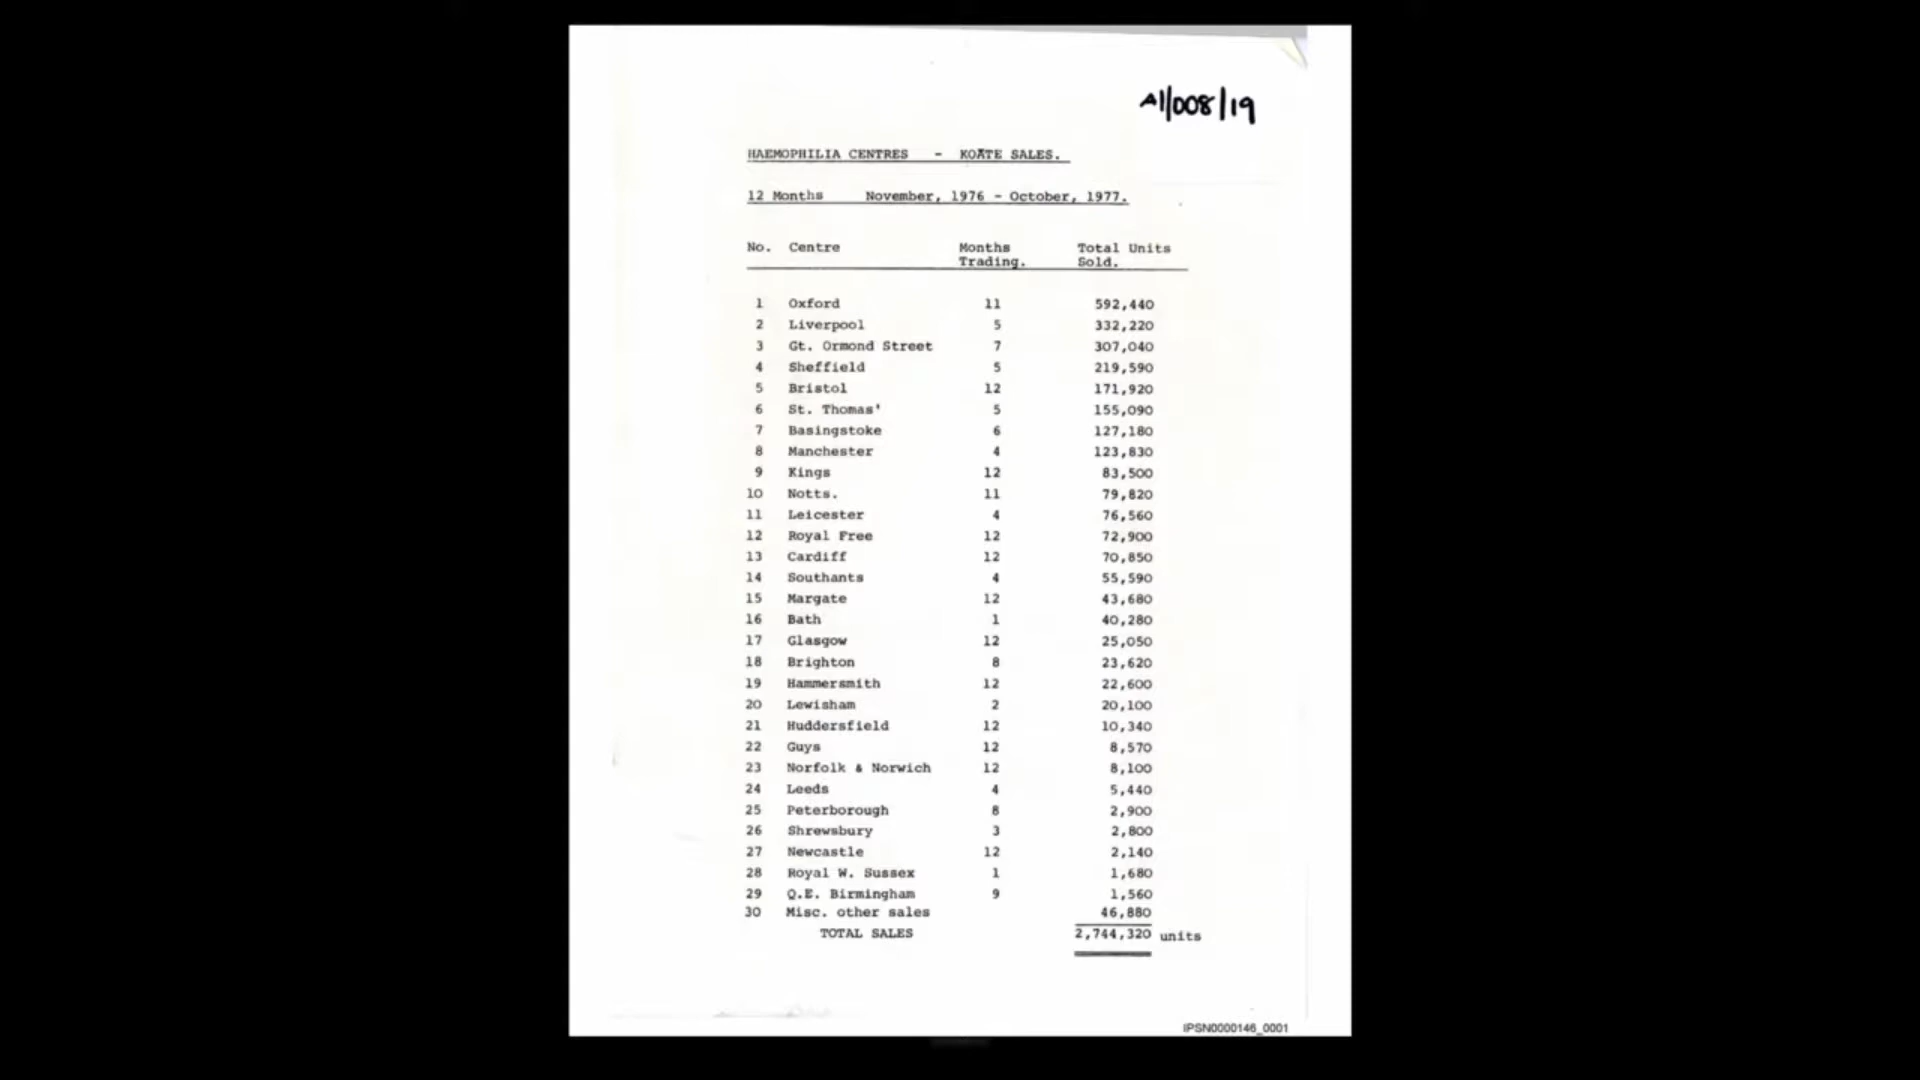 A1/008/19
HAEMOPHILIA CENTRES - KOATE SALES.
12 Months November, 1976 - October, 1977.
No. Centre Months Trading. Total Units Sold.
1 Oxford 11 592,440
2 Liverpool 5 332,220
3 Gt. Ormond Street 7 307,040
4 Sheffield 5 219,590
5 Bristol 12 171,920
6 St. Thomas' 5 155,090
7 Basingstoke 6 127,180
8 Manchester 4 123,830
9 Kings 12 83,500
10 Notts. 11 79,820
11 Leicester 4 76,560
12 Royal Free 12 72,900
13 Cardiff 12 70,850
14 Southants 4 55,590
15 Margate 12 43,680
16 Bath 1 40,280
17 Glasgow 12 25,050
18 Brighton 8 23,620
19 Hammersmith 12 22,600
20 Lewisham 2 20,100
21 Huddersfield 12 10,340
22 Guys 12 8,570
23 Norfolk & Norwich 12 8,100
24 Leeds 4 5,440
25 Peterborough 8 2,900
26 Shrewsbury 3 2,800
27 Newcastle 12 2,140
28 Royal W. Sussex 1 1,680
29 Q.E. Birmingham 9 1,560
30 Misc. other sales 46,880
TOTAL SALES 2,744,320 units
IPSN0000146_0001